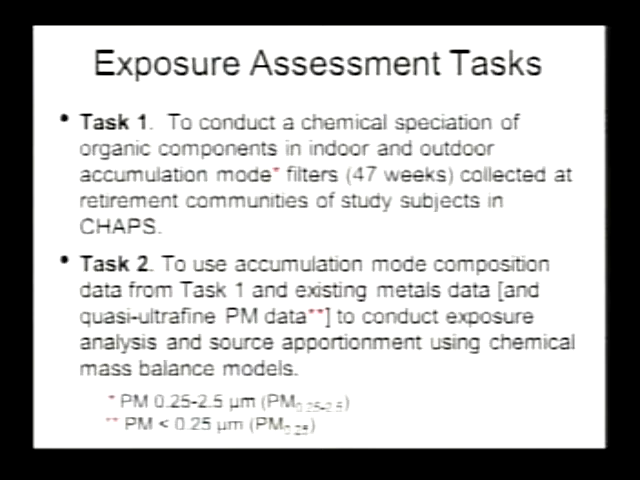 Exposure Assessment Tasks
• Task 1. To conduct a chemical speciation of
organic components in indoor and outdoor
accumulation mode* filters (47 weeks) collected at
retirement communities of study subjects in
CHAPS.
• Task 2. To use accumulation mode composition
data from Task 1 and existing metals data [and
quasi-ultrafine PM data**] to conduct exposure
analysis and source apportionment using chemical
mass balance models.
* PM 0.25-2.5 µm (PM0.25-2.5)
** PM < 0.25 µm (PM0.25)